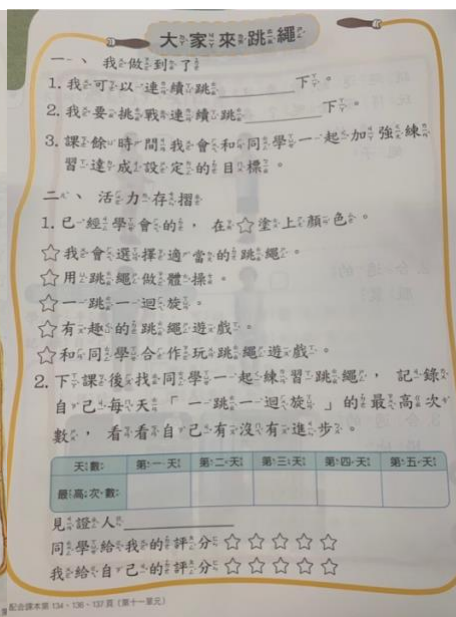 大家來跳繩
一、我做到了
1. 我可以連續跳________下。
2. 我要挑戰連續跳________下。
3. 課餘時間我會和同學一起加強練
習達成設定的目標。
二、活力存摺
1. 已經學會的，在☆塗上顏色。
☆我會選擇適當的跳繩。
☆用跳繩做體操。
☆一跳一迴旋。
☆有趣的跳繩遊戲。
☆和同學合作玩跳繩遊戲。
2. 下課後找同學一起練習跳繩，記錄
自己每天「一跳一迴旋」的最高次
數，看看自己有沒有進步。
天數 第一天 第二天 第三天 第四天 第五天
最高次數
見證人________
同學給我的評分☆☆☆☆☆
我給自己的評分☆☆☆☆☆
配合課本第 134、136、137 頁（第十一單元）